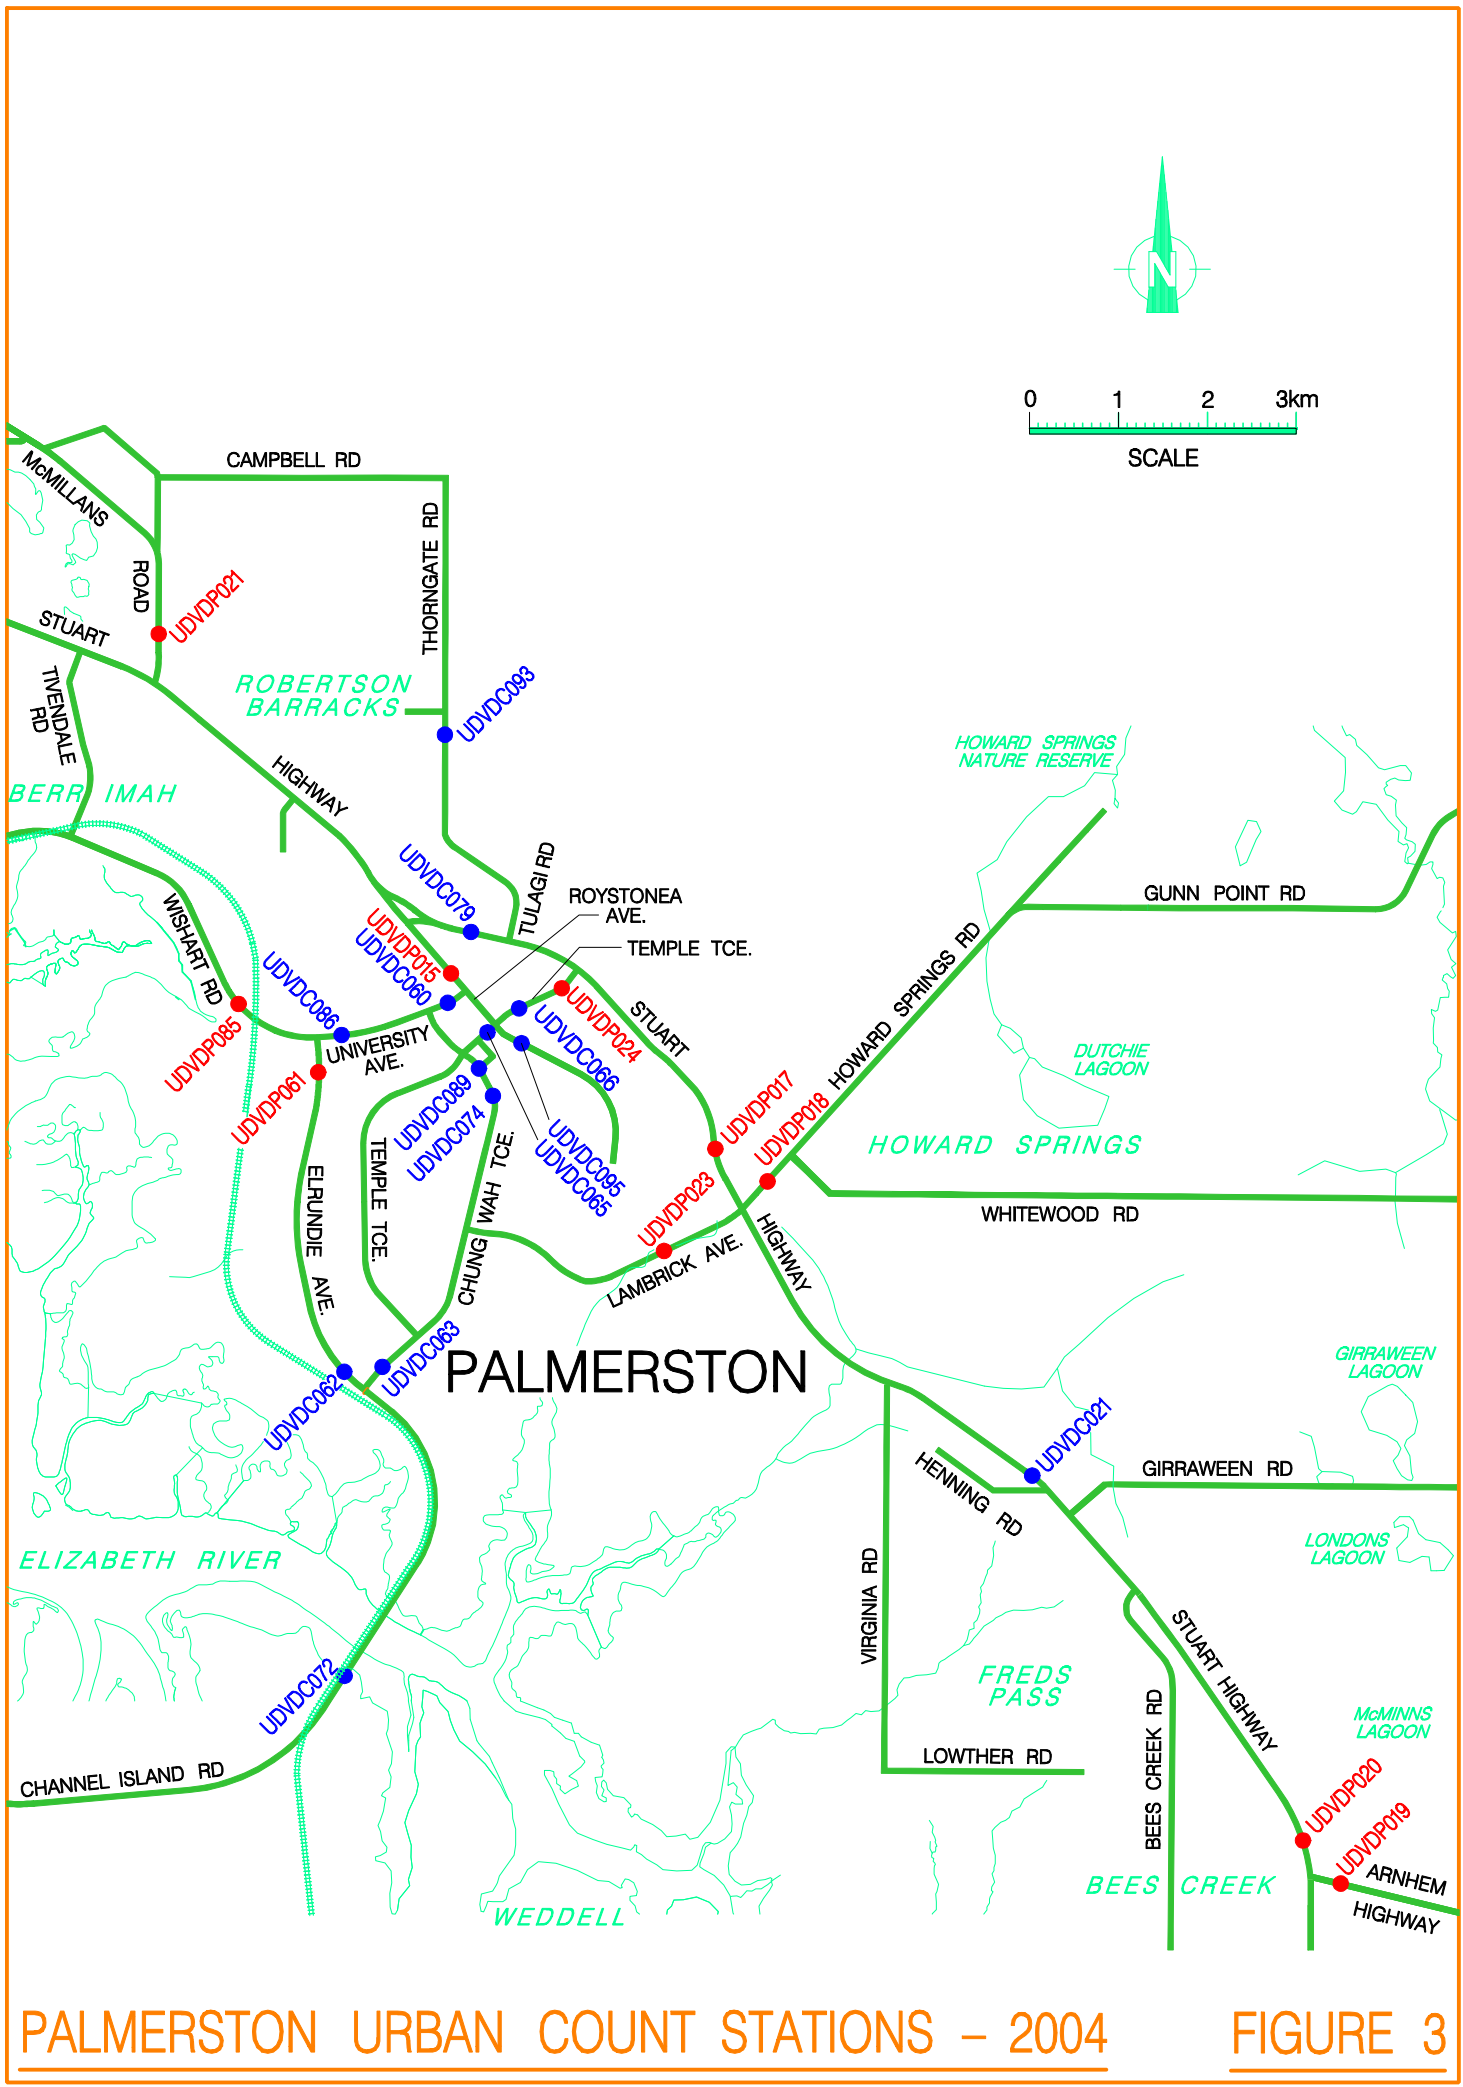 N
0 1 2 3km
SCALE
CAMPBELL RD
McMILLANS
ROAD
THORNGATE RD
UDVDP021
STUART
TIVENDALE
RD
ROBERTSON
BARRACKS
UDVDC093
HOWARD SPRINGS
NATURE RESERVE
HIGHWAY
BERR IMAH
UDVDC079
TULAGI RD
ROYSTONEA
AVE.
GUNN POINT RD
WISHART RD
UDVDP015
UDVDC060
TEMPLE TCE.
HOWARD SPRINGS RD
UDVDC086
UDVDP085
UNIVERSITY
AVE.
UDVDP024
UDVDC066
STUART
DUTCHIE
LAGOON
UDVDP061
UDVDC089
UDVDC074
UDVDC095
UDVDC065
UDVDP017
UDVDP018
HOWARD SPRINGS
TEMPLE TCE.
ELRUNDIE AVE.
CHUNG WAH TCE.
UDVDP023
WHITEWOOD RD
LAMBRICK AVE.
HIGHWAY
UDVDC063
UDVDC062
PALMERSTON
GIRRAWEEN
LAGOON
UDVDC021
HENNING RD
GIRRAWEEN RD
ELIZABETH RIVER
LONDONS
LAGOON
VIRGINIA RD
STUART HIGHWAY
FREDS
PASS
UDVDC072
BEES CREEK RD
McMINNS
LAGOON
LOWTHER RD
CHANNEL ISLAND RD
UDVDP020
UDVDP019
ARNHEM
HIGHWAY
BEES CREEK
WEDDELL
PALMERSTON URBAN COUNT STATIONS - 2004 FIGURE 3